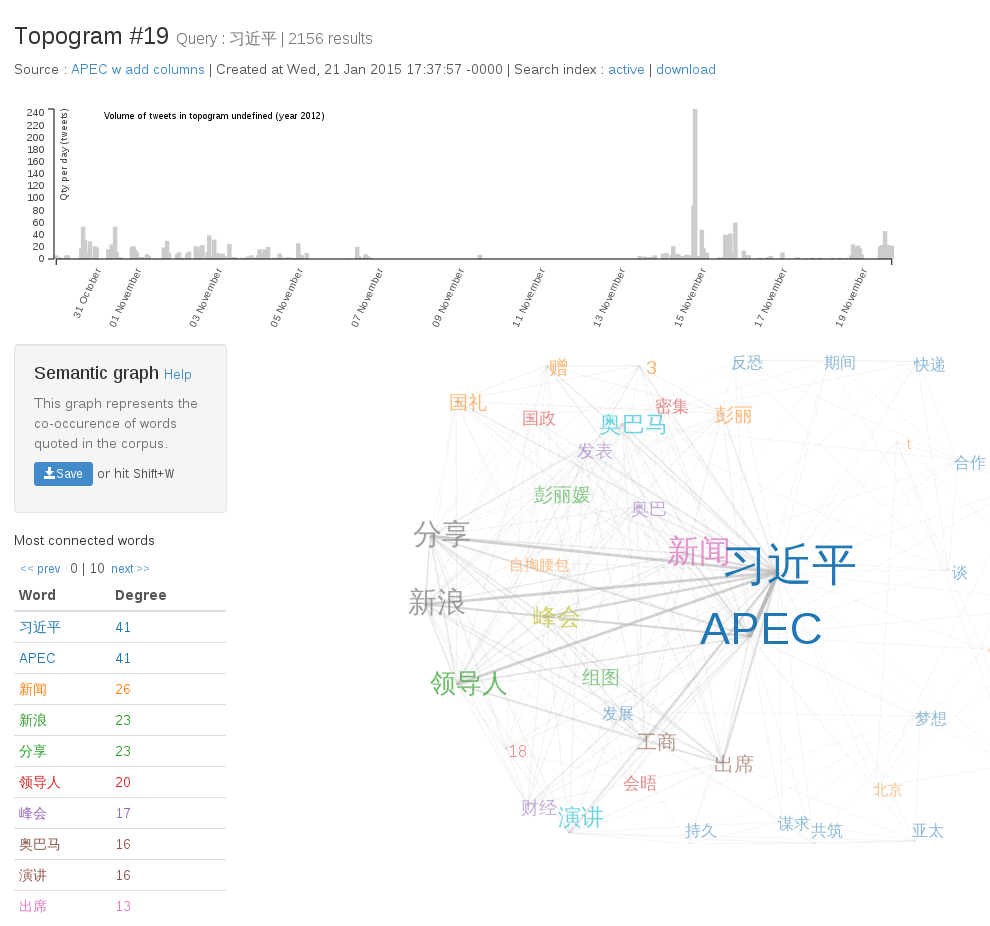 Topogram #19 Query : 习近平 | 2156 results
Source : APEC w add columns | Created at Wed, 21 Jan 2015 17:37:57 -0000 | Search index : active | download
Volume of tweets in topogram undefined (year 2012)
Qty per day (tweets)
240
220
200
180
160
140
120
100
80
60
40
20
0
31 October
01 November
03 November
05 November
07 November
09 November
11 November
13 November
15 November
17 November
19 November
Semantic graph Help
This graph represents the
co-occurence of words
quoted in the corpus.
Save or hit Shift+W
Most connected words
<< prev 0 | 10 next >>
Word Degree
习近平 41
APEC 41
新闻 26
新浪 23
分享 23
领导人 20
峰会 17
奥巴马 16
演讲 16
出席 13
赠
3
反恐
期间
快递
国礼
国政
密集
彭丽
奥巴马
发表
t
合作
彭丽媛
奥巴
分享
新闻
习近平
自掏腰包
谈
新浪
峰会
APEC
领导人
组图
发展
梦想
18
工商
出席
会晤
北京
财经
演讲
持久
谋求
共筑
亚太